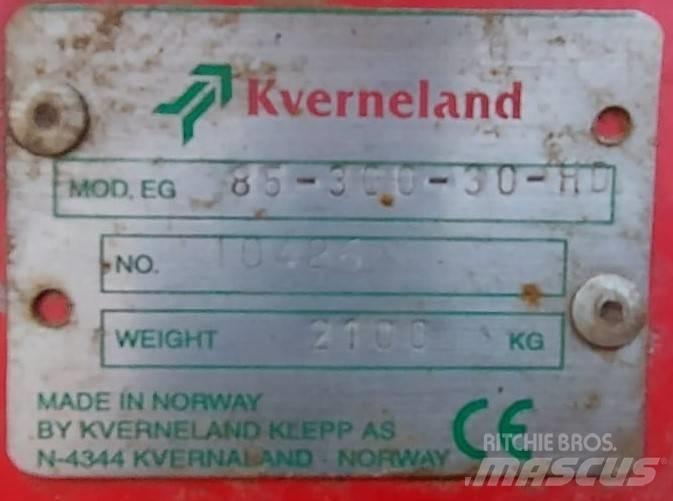 Kverneland
MOD. EG 85-300-30-HD
NO.
WEIGHT 2100 KG
MADE IN NORWAY
BY KVERNELAND KLEPP AS
N-4344 KVERNALAND - NORWAY
CE
RITCHIE BROS.
MASCUS